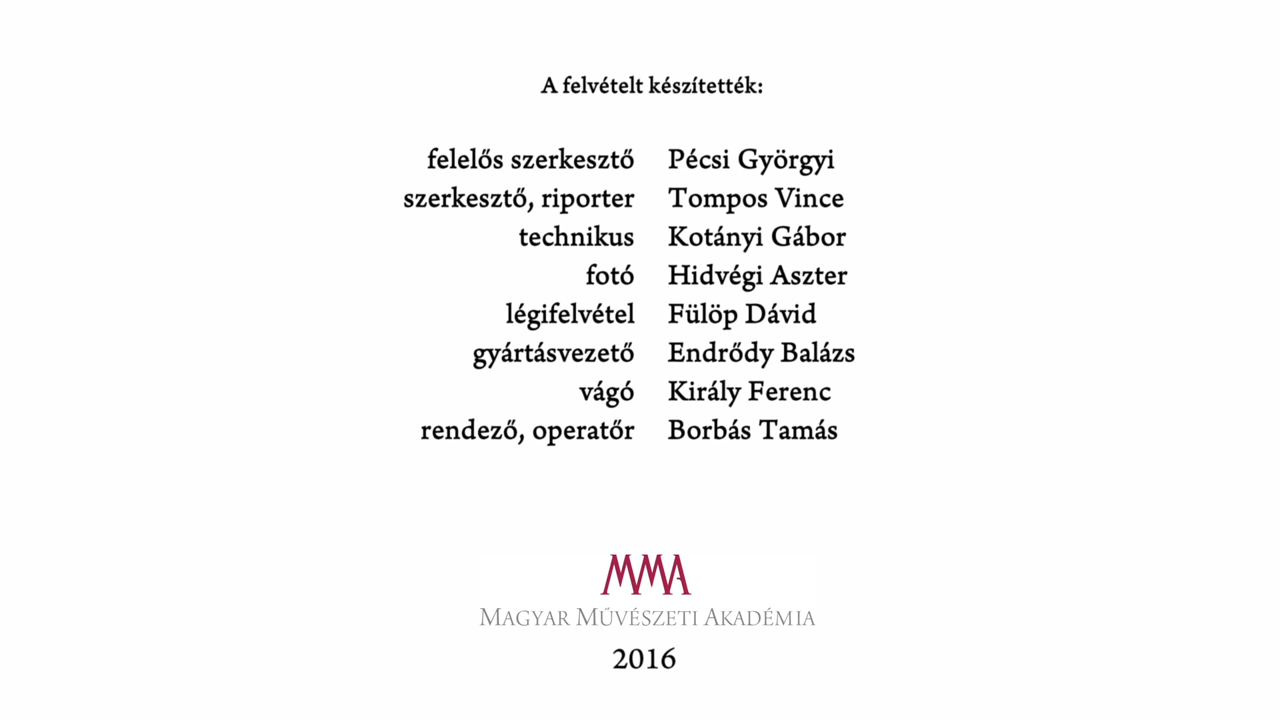 A felvételt készítették:
felelős szerkesztő Pécsi Györgyi
szerkesztő, riporter Tompos Vince
technikus Kotányi Gábor
fotó Hidvégi Aszter
légifelvétel Fülöp Dávid
gyártásvezető Endrődy Balázs
vágó Király Ferenc
rendező, operatőr Borbás Tamás
MMA
MAGYAR MŰVÉSZETI AKADÉMIA
2016